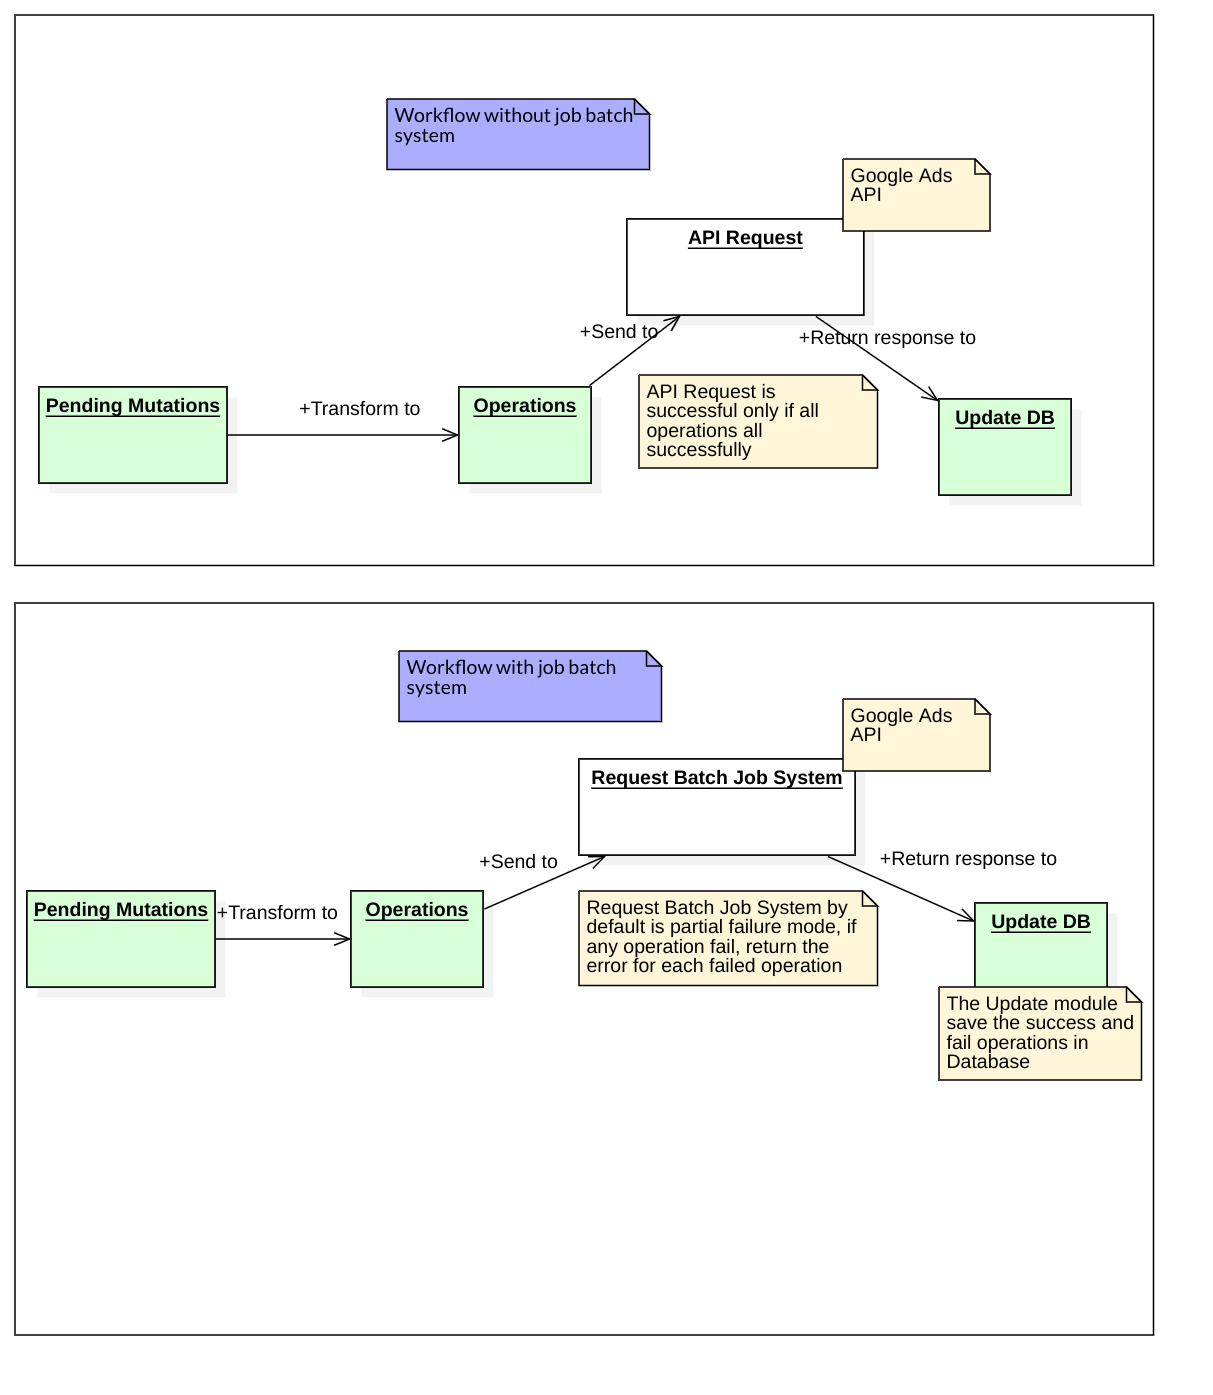 Workflow without job batch
system
Google Ads
API
API Request
+Send to
+Return response to
Pending Mutations
+Transform to
Operations
API Request is
successful only if all
operations all
successfully
Update DB
Workflow with job batch
system
Google Ads
API
Request Batch Job System
+Send to
+Return response to
Pending Mutations
+Transform to
Operations
Request Batch Job System by
default is partial failure mode, if
any operation fail, return the
error for each failed operation
Update DB
The Update module
save the success and
fail operations in
Database